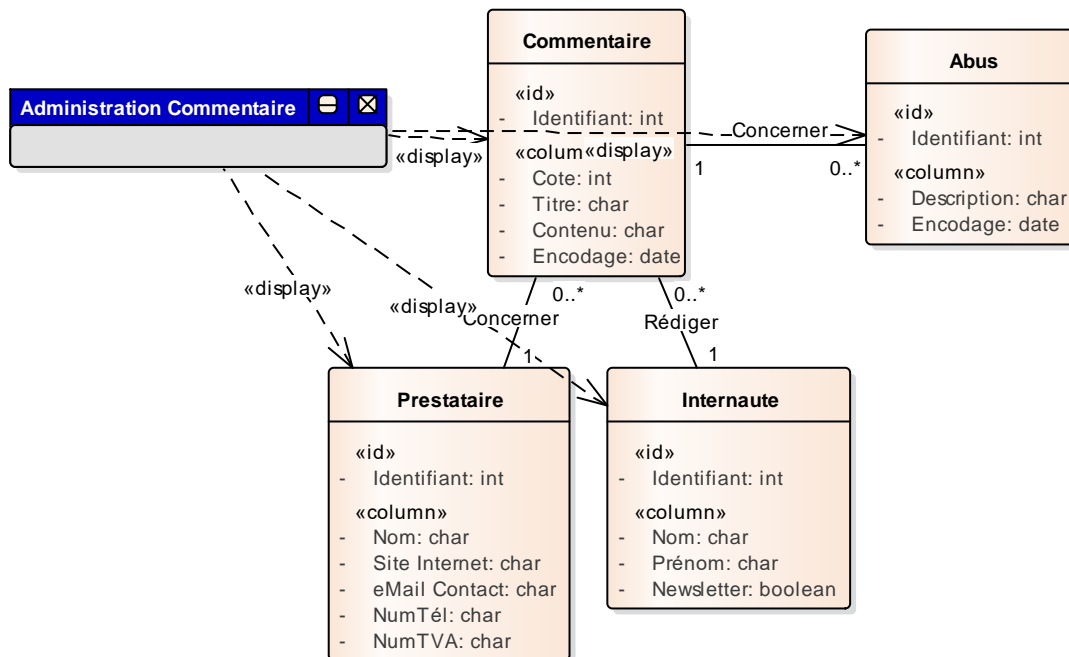 Administration Commentaire
Commentaire
«id»
- Identifiant: int
«colum
- Cote: int
- Titre: char
- Contenu: char
- Encodage: date
Abus
«id»
- Identifiant: int
«column»
- Description: char
- Encodage: date
«display»
«display»
Concerner
1
0..*
«display»
«display»
Concerner
0..*
1
0..*
Rédiger
1
Prestataire
«id»
- Identifiant: int
«column»
- Nom: char
- Site Internet: char
- eMail Contact: char
- NumTél: char
- NumTVA: char
Internaute
«id»
- Identifiant: int
«column»
- Nom: char
- Prénom: char
- Newsletter: boolean